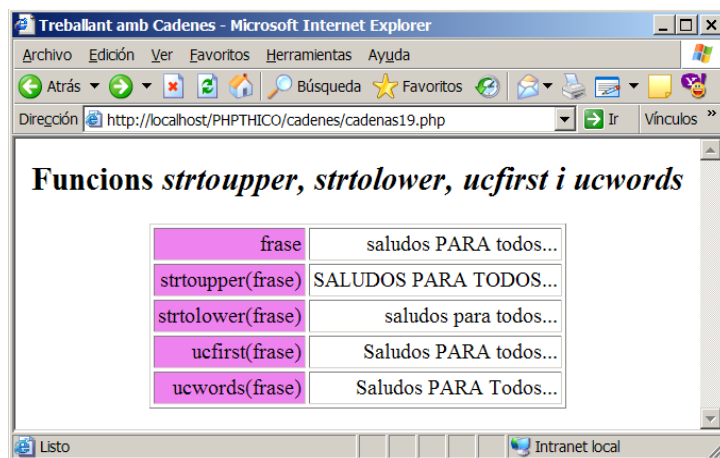 Treballant amb Cadenes - Microsoft Internet Explorer
Archivo Edición Ver Favoritos Herramientas Ayuda
Atrás Búsqueda Favoritos
Dirección http://localhost/PHPTHICO/cadenes/cadenas19.php Ir Vínculos »
Funcions strtoupper, strtolower, ucfirst i ucwords
frase saludos PARA todos...
strtoupper(frase) SALUDOS PARA TODOS...
strtolower(frase) saludos para todos...
ucfirst(frase) Saludos PARA todos...
ucwords(frase) Saludos PARA Todos...
Listo Intranet local